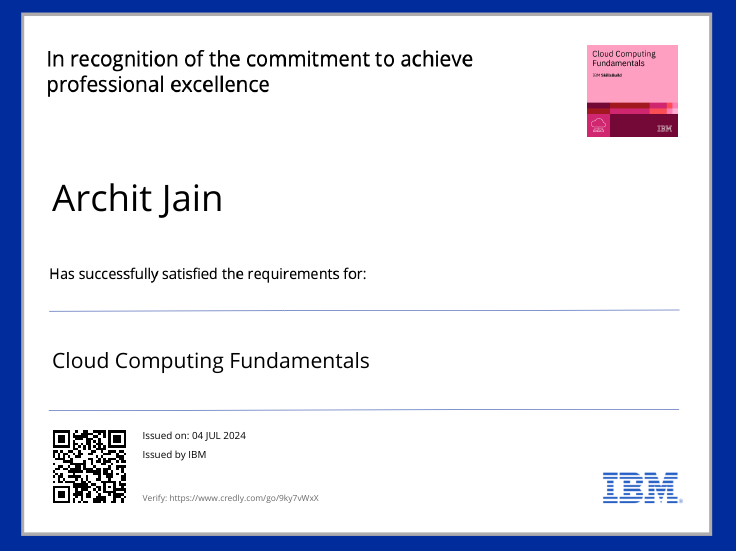 In recognition of the commitment to achieve
professional excellence
Cloud Computing
Fundamentals
IBM SkillsBuild
IBM
Archit Jain
Has successfully satisfied the requirements for:
Cloud Computing Fundamentals
Issued on: 04 JUL 2024
Issued by IBM
Verify: https://www.credly.com/go/9ky7vWxX
IBM